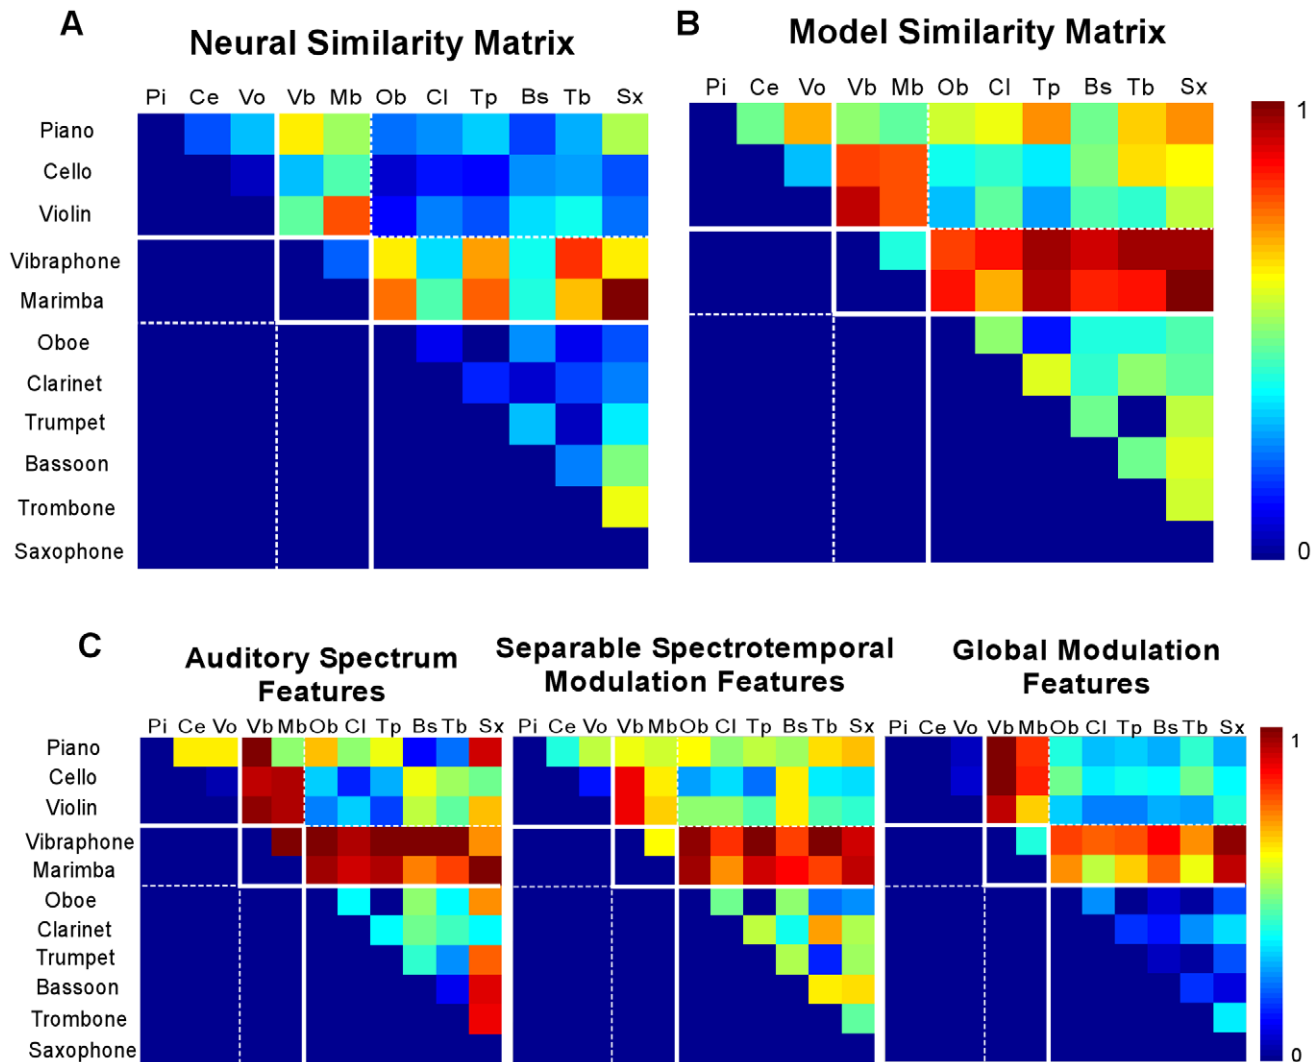 A
Neural Similarity Matrix
Pi Ce Vo Vb Mb Ob Cl Tp Bs Tb Sx
Piano
Cello
Violin
Vibraphone
Marimba
Oboe
Clarinet
Trumpet
Bassoon
Trombone
Saxophone
B
Model Similarity Matrix
Pi Ce Vo Vb Mb Ob Cl Tp Bs Tb Sx
1
0
C
Auditory Spectrum
Features
Pi Ce Vo Vb Mb Ob Cl Tp Bs Tb Sx
Piano
Cello
Violin
Vibraphone
Marimba
Oboe
Clarinet
Trumpet
Bassoon
Trombone
Saxophone
Separable Spectrotemporal
Modulation Features
Pi Ce Vo Vb Mb Ob Cl Tp Bs Tb Sx
Global Modulation
Features
Pi Ce Vo Vb Mb Ob Cl Tp Bs Tb Sx
1
0